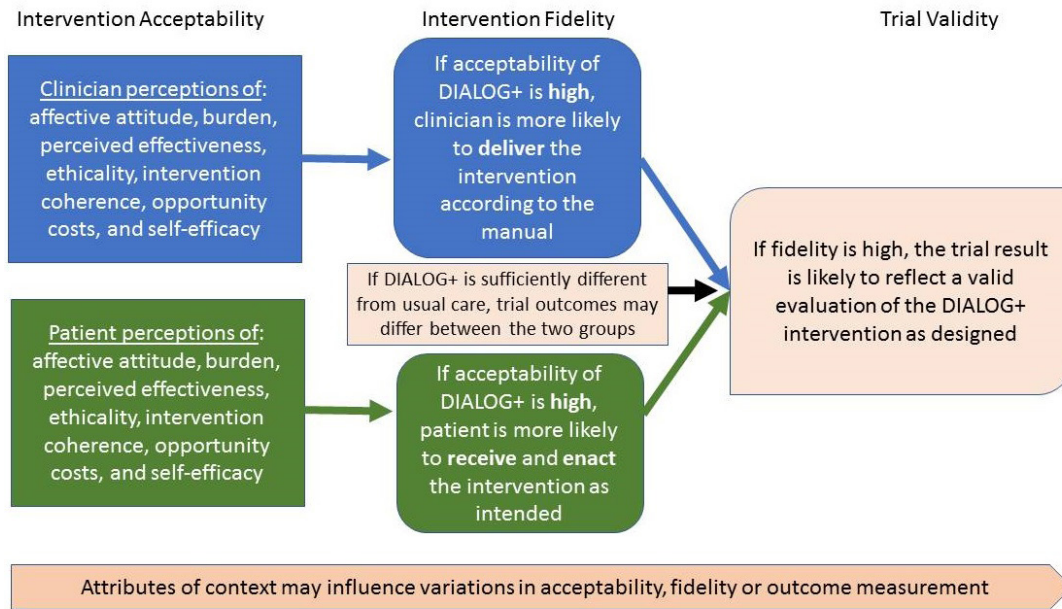 Intervention Acceptability
Intervention Fidelity
Trial Validity
Clinician perceptions of:
affective attitude, burden,
perceived effectiveness,
ethicality, intervention
coherence, opportunity
costs, and self-efficacy
If acceptability of
DIALOG+ is high,
clinician is more likely
to deliver the
intervention
according to the
manual
If DIALOG+ is sufficiently different
from usual care, trial outcomes may
differ between the two groups
If fidelity is high, the trial result
is likely to reflect a valid
evaluation of the DIALOG+
intervention as designed
Patient perceptions of:
affective attitude, burden,
perceived effectiveness,
ethicality, intervention
coherence, opportunity
costs, and self-efficacy
If acceptability of
DIALOG+ is high,
patient is more likely
to receive and enact
the intervention as
intended
Attributes of context may influence variations in acceptability, fidelity or outcome measurement